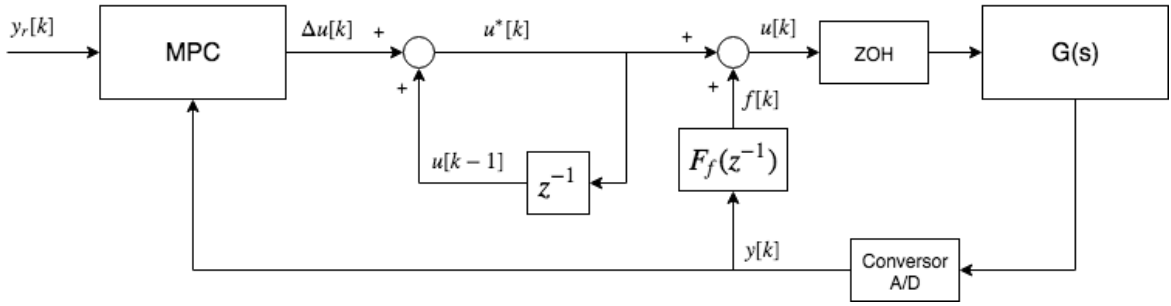 y_r[k]
MPC
Δu[k]
+
+
u*[k]
+
+
u[k]
ZOH
G(s)
f[k]
u[k − 1]
z⁻¹
F_f(z⁻¹)
y[k]
Conversor
A/D